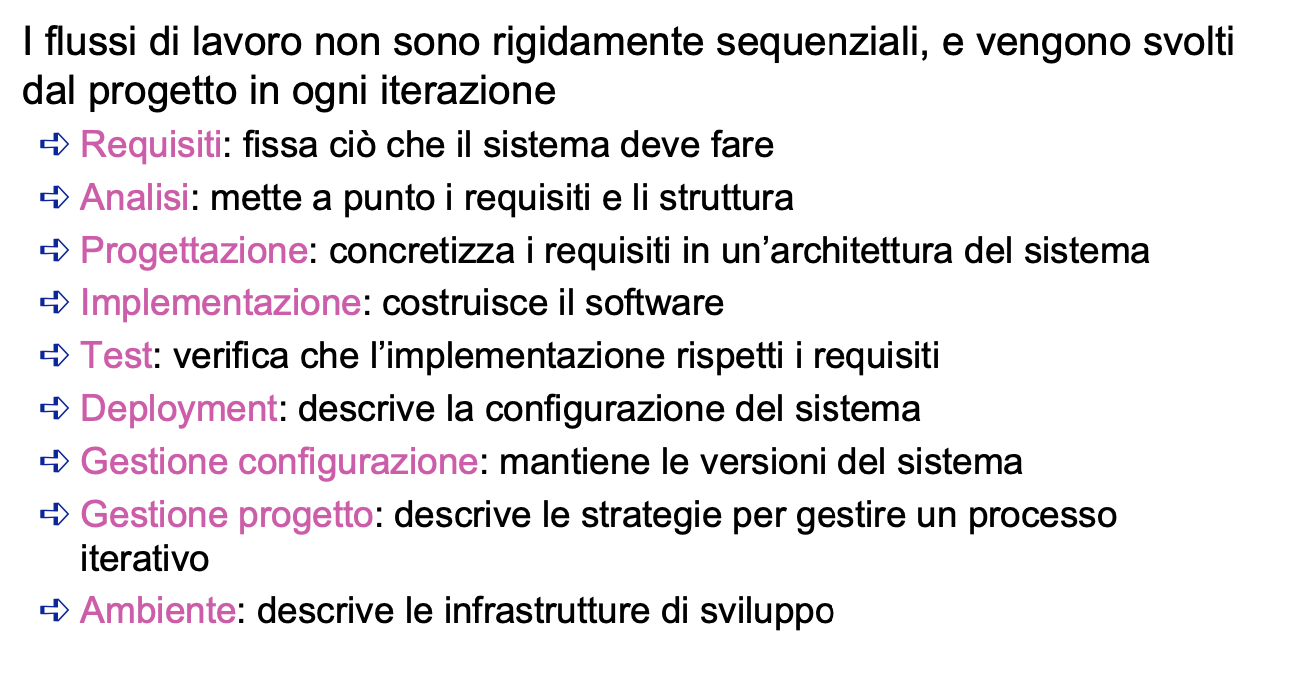 I flussi di lavoro non sono rigidamente sequenziali, e vengono svolti
dal progetto in ogni iterazione
➪ Requisiti: fissa ciò che il sistema deve fare
➪ Analisi: mette a punto i requisiti e li struttura
➪ Progettazione: concretizza i requisiti in un’architettura del sistema
➪ Implementazione: costruisce il software
➪ Test: verifica che l’implementazione rispetti i requisiti
➪ Deployment: descrive la configurazione del sistema
➪ Gestione configurazione: mantiene le versioni del sistema
➪ Gestione progetto: descrive le strategie per gestire un processo
iterativo
➪ Ambiente: descrive le infrastrutture di sviluppo